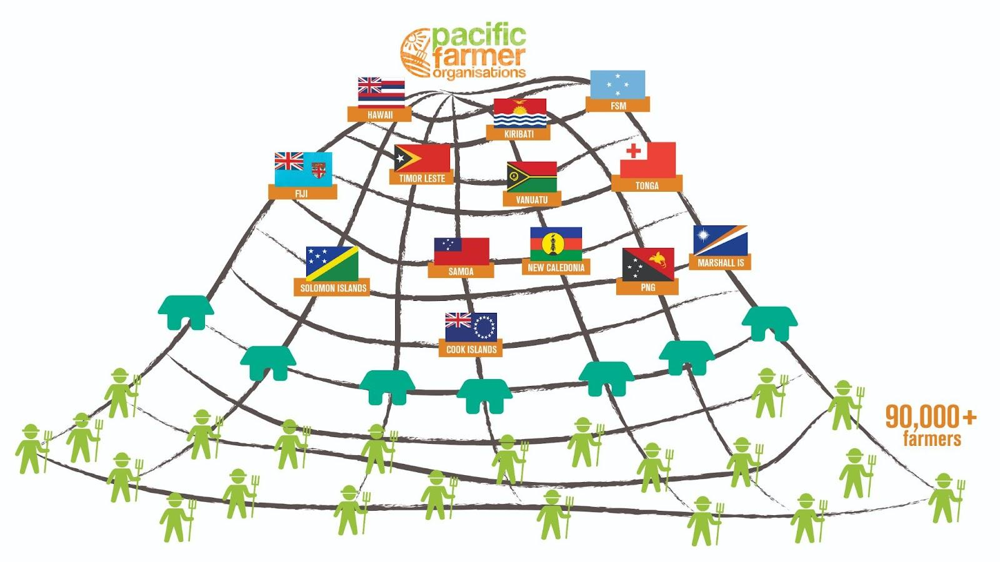 pacific
farmer
organisations
HAWAII
FSM
KIRIBATI
FIJI
TIMOR LESTE
VANUATU
TONGA
SOLOMON ISLANDS
SAMOA
NEW CALEDONIA
PNG
MARSHALL IS
COOK ISLANDS
90,000+
farmers